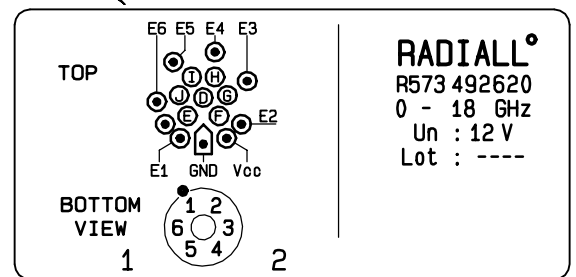 E6 E5 E4 E3
TOP
I H
J D G
E F
E2
E1 GND Vcc
BOTTOM
VIEW
1 2
6 3
5 4
1 2
RADIALL°
R573 492620
0 - 18 GHz
Un : 12 V
Lot : ----